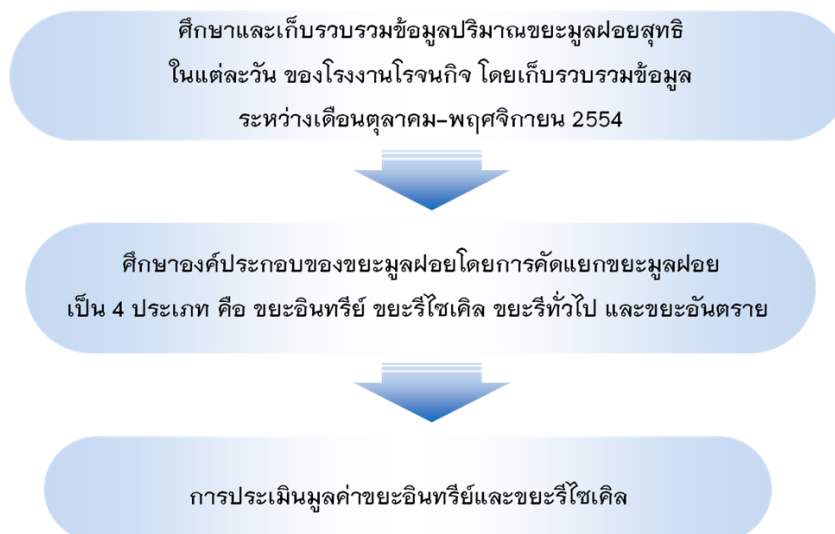 ศึกษาและเก็บรวบรวมข้อมูลปริมาณขยะมูลฝอยสุทธิ
ในแต่ละวัน ของโรงงานโรจนกิจ โดยเก็บรวบรวมข้อมูล
ระหว่างเดือนตุลาคม-พฤศจิกายน 2554
ศึกษาองค์ประกอบของขยะมูลฝอยโดยการคัดแยกขยะมูลฝอย
เป็น 4 ประเภท คือ ขยะอินทรีย์ ขยะรีไซเคิล ขยะรีทั่วไป และขยะอันตราย
การประเมินมูลค่าขยะอินทรีย์และขยะรีไซเคิล